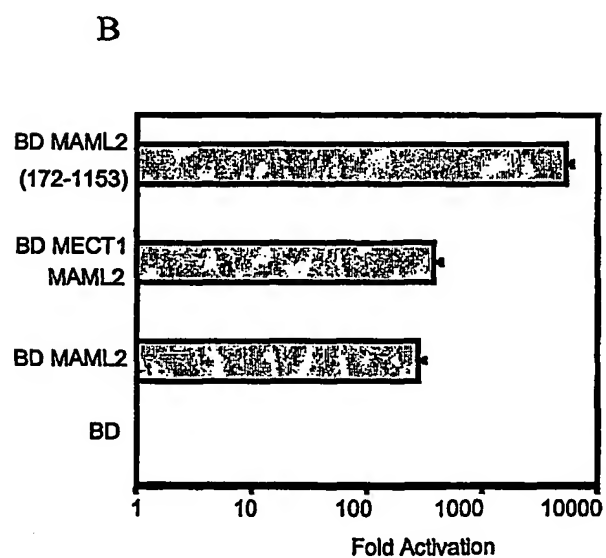 B
BD MAML2
(172-1153)
BD MECT1
MAML2
BD MAML2
BD
1 10 100 1000 10000
Fold Activation